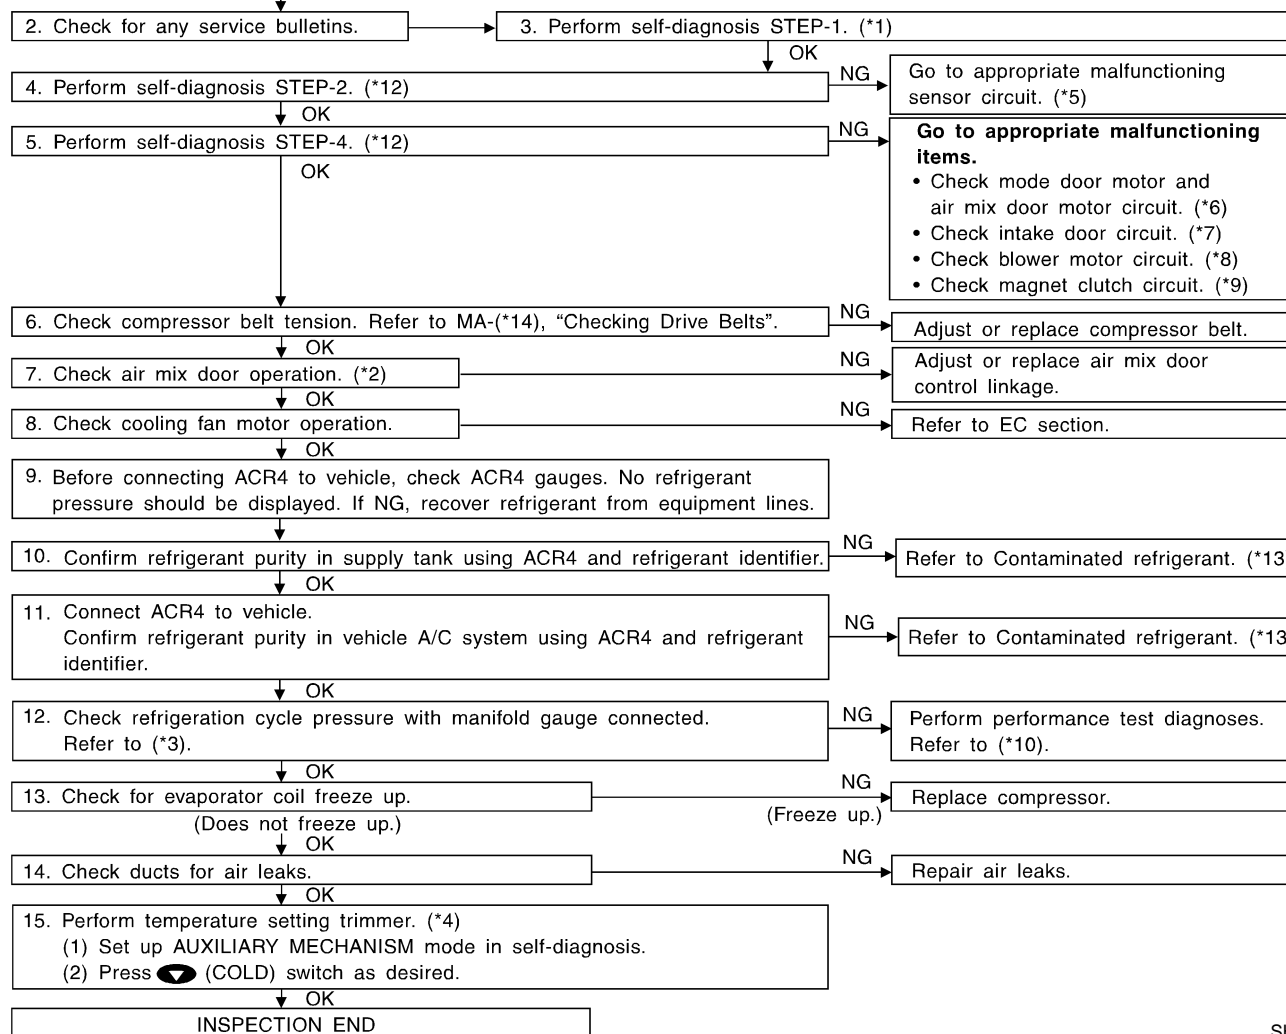 2. Check for any service bulletins.
3. Perform self-diagnosis STEP-1. (*1)
OK
4. Perform self-diagnosis STEP-2. (*12)
NG
Go to appropriate malfunctioning
sensor circuit. (*5)
OK
5. Perform self-diagnosis STEP-4. (*12)
NG
Go to appropriate malfunctioning
items.
• Check mode door motor and
air mix door motor circuit. (*6)
• Check intake door circuit. (*7)
• Check blower motor circuit. (*8)
• Check magnet clutch circuit. (*9)
OK
6. Check compressor belt tension. Refer to MA-(*14), “Checking Drive Belts”.
NG
Adjust or replace compressor belt.
OK
7. Check air mix door operation. (*2)
NG
Adjust or replace air mix door
control linkage.
OK
8. Check cooling fan motor operation.
NG
Refer to EC section.
OK
9. Before connecting ACR4 to vehicle, check ACR4 gauges. No refrigerant
pressure should be displayed. If NG, recover refrigerant from equipment lines.
10. Confirm refrigerant purity in supply tank using ACR4 and refrigerant identifier.
NG
Refer to Contaminated refrigerant. (*13
OK
11. Connect ACR4 to vehicle.
Confirm refrigerant purity in vehicle A/C system using ACR4 and refrigerant
identifier.
NG
Refer to Contaminated refrigerant. (*13
OK
12. Check refrigeration cycle pressure with manifold gauge connected.
Refer to (*3).
NG
Perform performance test diagnoses.
Refer to (*10).
OK
13. Check for evaporator coil freeze up.
NG
(Freeze up.)
Replace compressor.
(Does not freeze up.)
OK
14. Check ducts for air leaks.
NG
Repair air leaks.
OK
15. Perform temperature setting trimmer. (*4)
(1) Set up AUXILIARY MECHANISM mode in self-diagnosis.
(2) Press (COLD) switch as desired.
OK
INSPECTION END